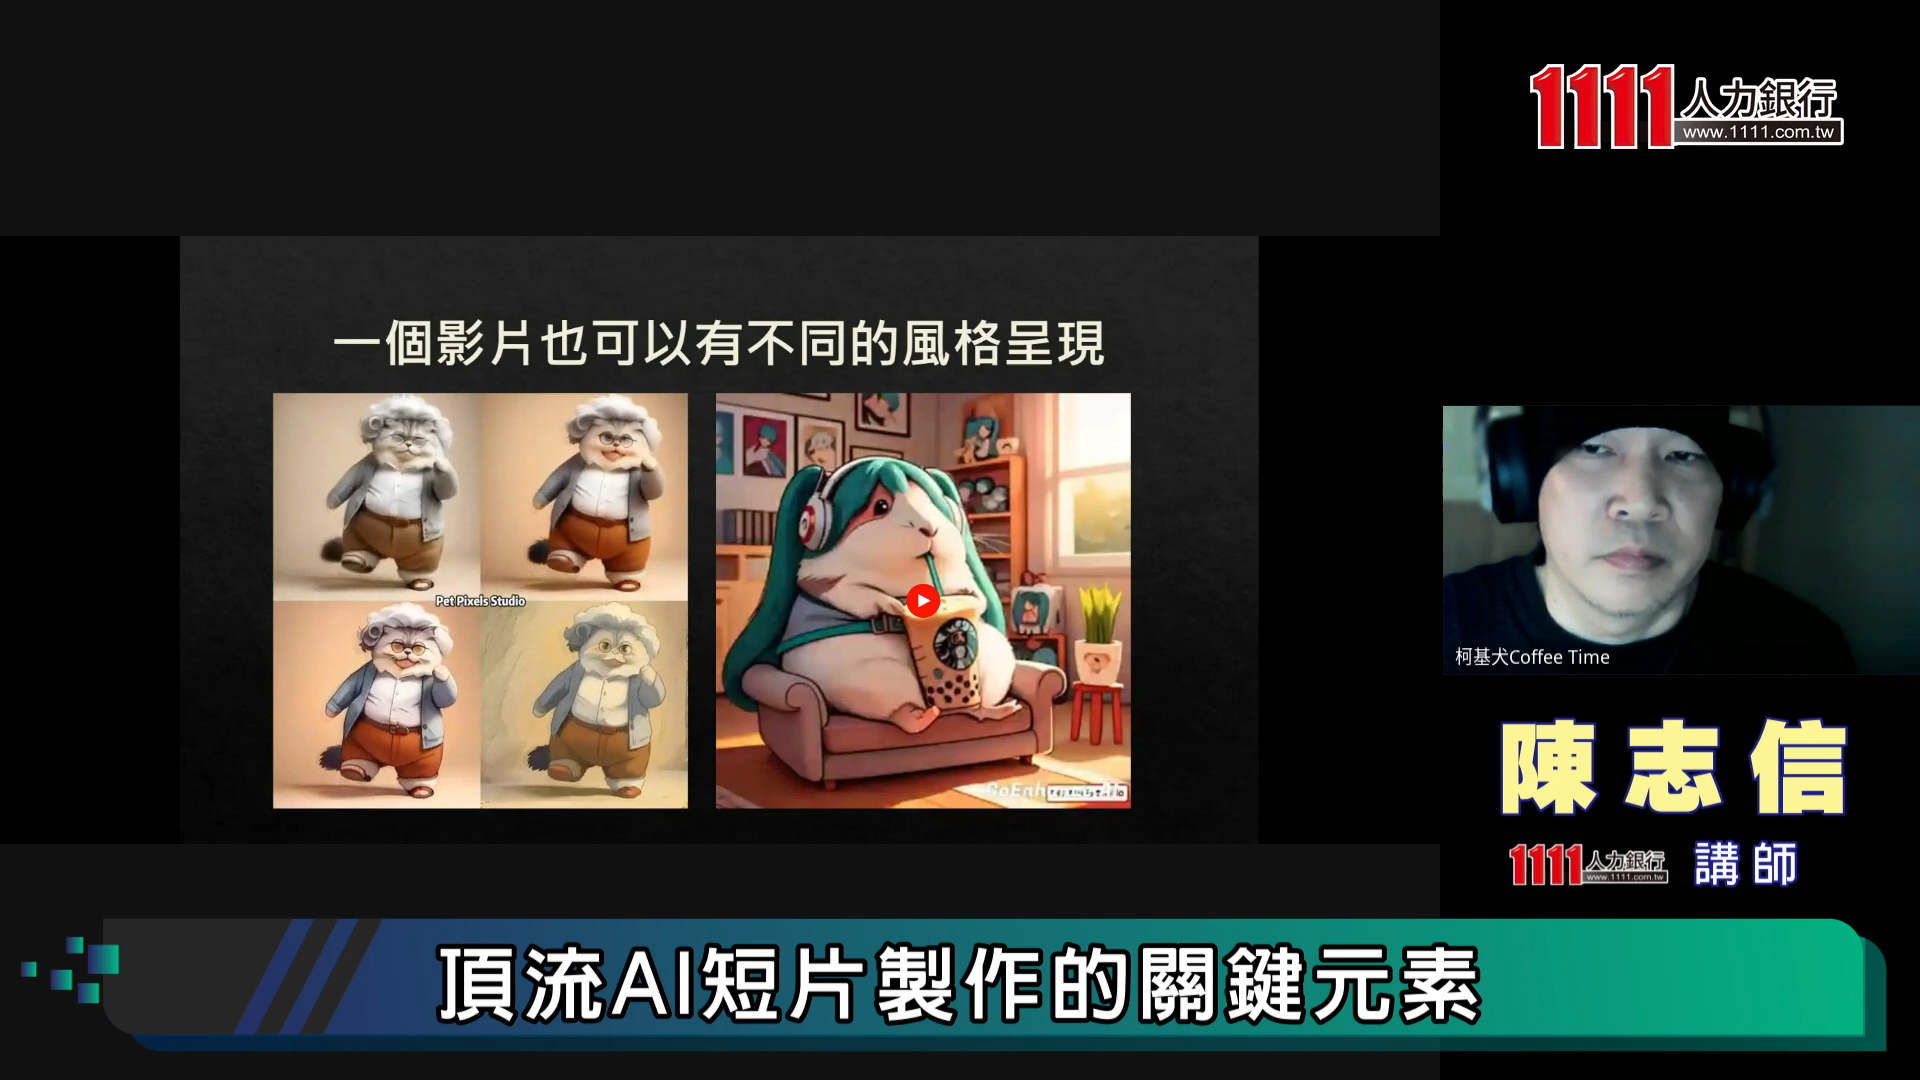 1111人力銀行
www.1111.com.tw
一個影片也可以有不同的風格呈現
Pet Pixels Studio
柯基犬Coffee Time
陳志信
1111人力銀行
www.1111.com.tw
講師
頂流AI短片製作的關鍵元素